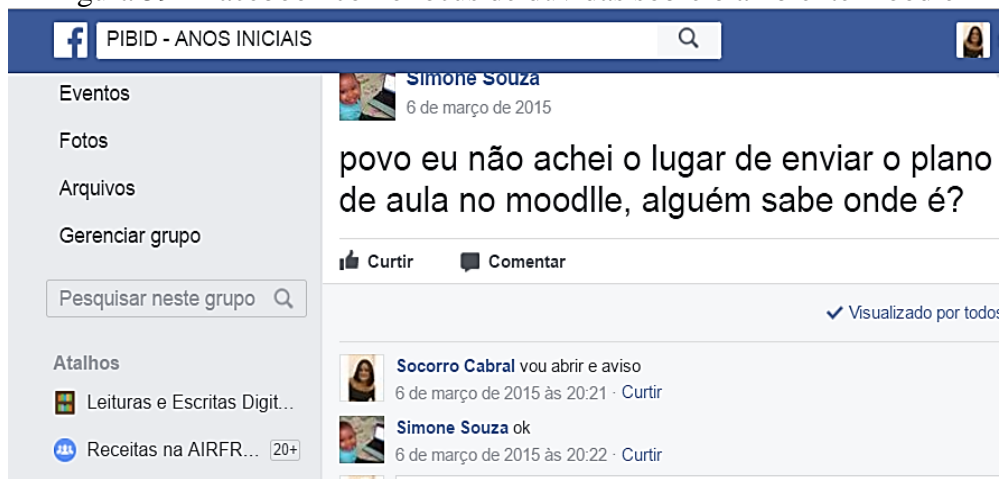 PIBID - ANOS INICIAIS
Eventos
Fotos
Arquivos
Gerenciar grupo
Pesquisar neste grupo
Atalhos
Leituras e Escritas Digit...
Receitas na AIRFR... 20+
Simone Souza
6 de março de 2015
povo eu não achei o lugar de enviar o plano
de aula no moodlle, alguém sabe onde é?
Curtir Comentar
Visualizado por todos
Socorro Cabral vou abrir e aviso
6 de março de 2015 às 20:21 · Curtir
Simone Souza ok
6 de março de 2015 às 20:22 · Curtir